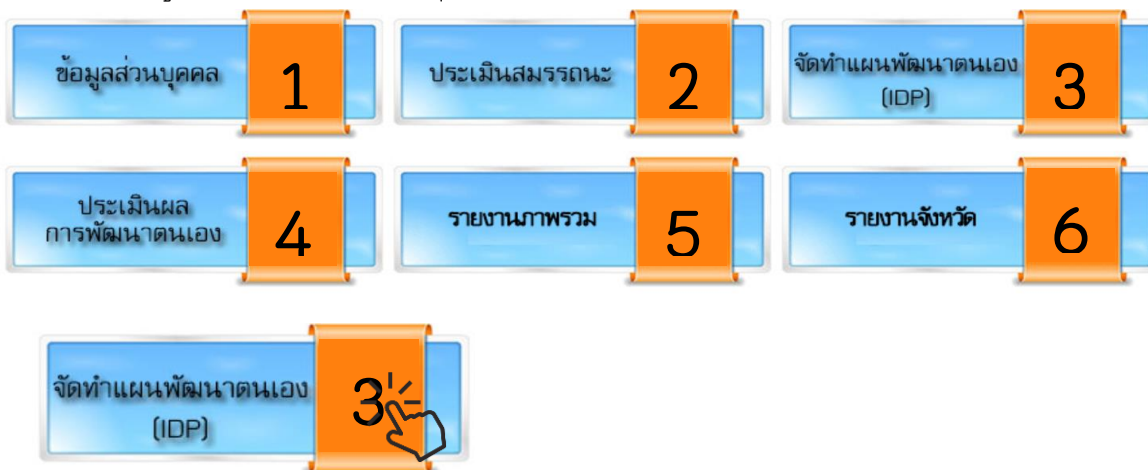 ข้อมูลส่วนบุคคล 1
ประเมินสมรรถนะ 2
จัดทำแผนพัฒนาตนเอง
(IDP) 3
ประเมินผล
การพัฒนาตนเอง 4
รายงานภาพรวม 5
รายงานจังหวัด 6
จัดทำแผนพัฒนาตนเอง
(IDP) 3